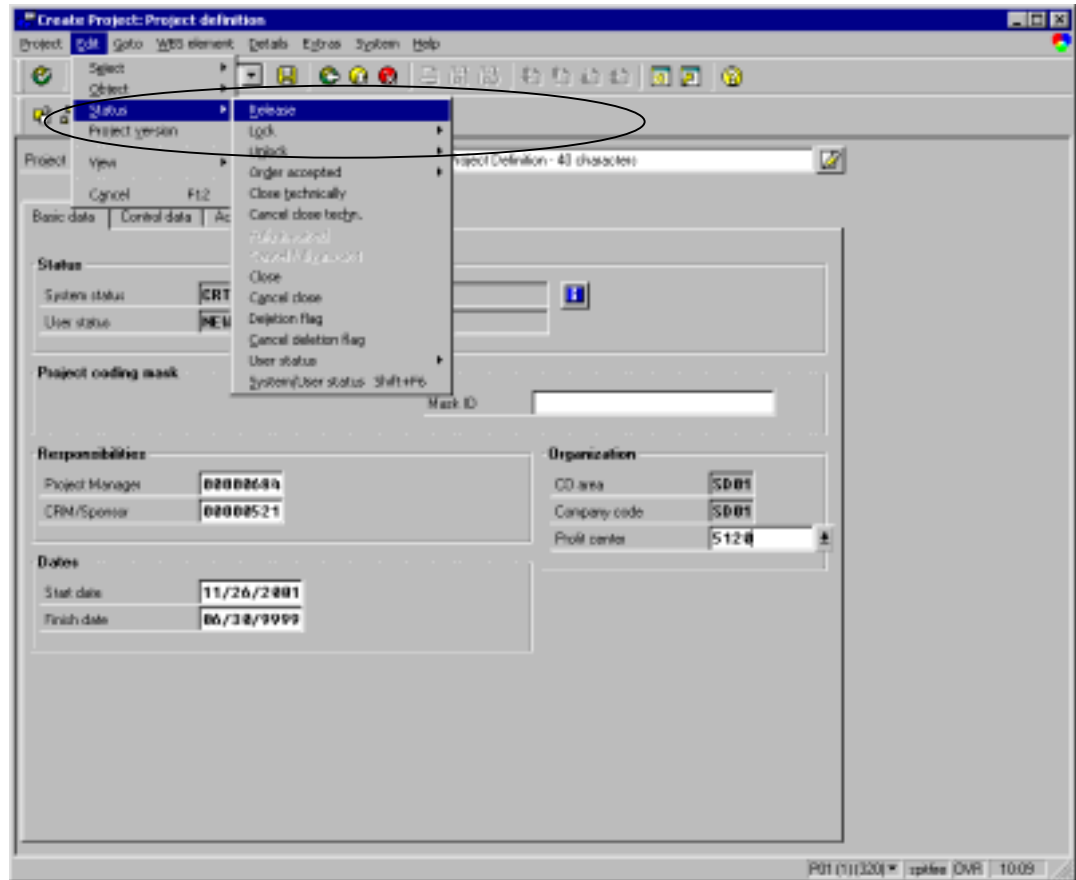 Create Project: Project definition
Project Edit Goto WBS element Details Extras System Help
Select
Object
Status
Project version
View
Cancel F12
Release
Lock
Unlock
Order accepted
Close technically
Cancel close techn.
Close
Cancel close
Deletion flag
Cancel deletion flag
User status
System/User status Shift+F6
Project
Project Definition - 40 characters
Basic data Control data Ac
Status
System status CRT
User status NEW
Project coding mask
Mask ID
Responsibilities
Project Manager 00000684
CRM/Sponsor 00000521
Organization
CO area SD01
Company code SD01
Profit center 5120
Dates
Start date 11/26/2001
Finish date 06/30/9999
P01 (1)(320) OVR 10:09